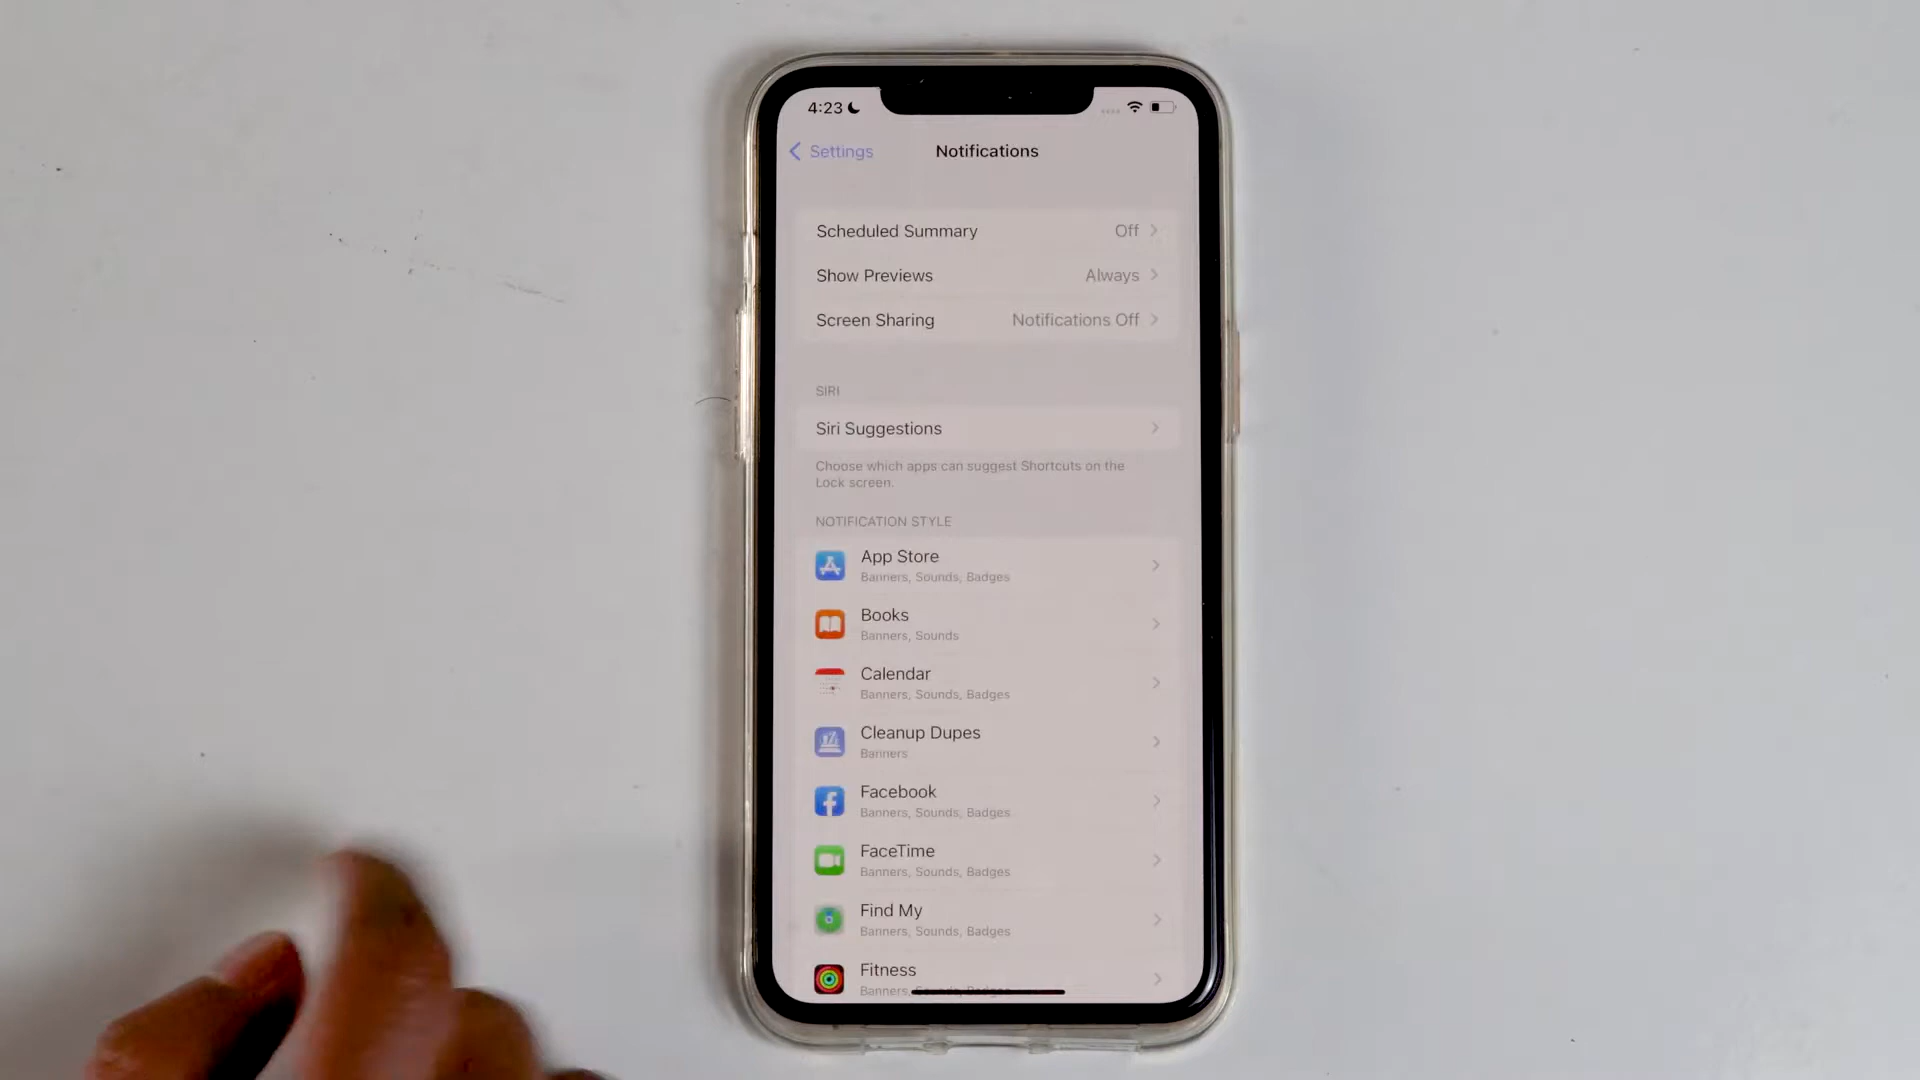 4:23
Settings
Notifications
Scheduled Summary Off
Show Previews Always
Screen Sharing Notifications Off
SIRI
Siri Suggestions
Choose which apps can suggest Shortcuts on the
Lock screen.
NOTIFICATION STYLE
App Store
Banners, Sounds, Badges
Books
Banners, Sounds
Calendar
Banners, Sounds, Badges
Cleanup Dupes
Banners
Facebook
Banners, Sounds, Badges
FaceTime
Banners, Sounds, Badges
Find My
Banners, Sounds, Badges
Fitness
Banners, Sounds, Badges